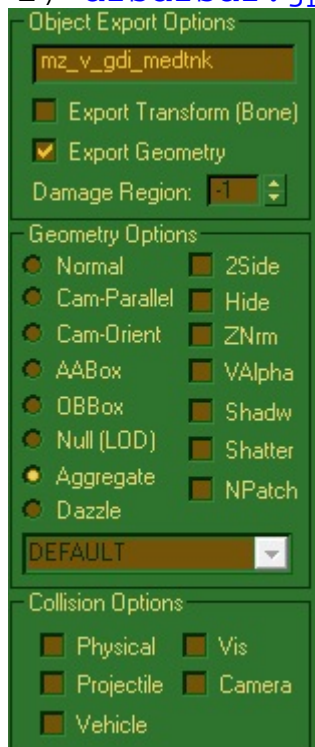 Object Export Options
mz_v_gdi_medtnk
Export Transform (Bone)
Export Geometry
Damage Region: -1
Geometry Options
Normal 2Side
Cam-Parallel Hide
Cam-Orient ZNrm
AABox VAlpha
OBBox Shadw
Null (LOD) Shatter
Aggregate NPatch
Dazzle
DEFAULT
Collision Options
Physical Vis
Projectile Camera
Vehicle